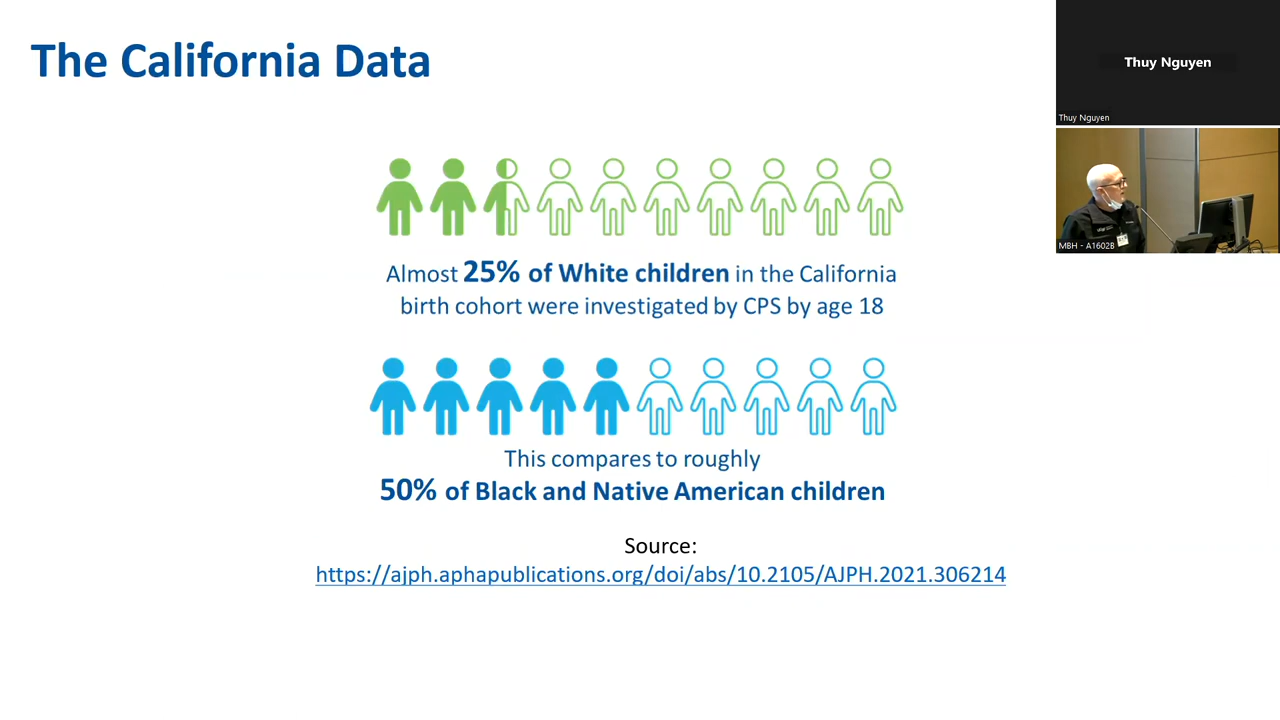 The California Data
Almost 25% of White children in the California
birth cohort were investigated by CPS by age 18
This compares to roughly
50% of Black and Native American children
Source:
https://ajph.aphapublications.org/doi/abs/10.2105/AJPH.2021.306214
Thuy Nguyen
Thuy Nguyen
MBH - A1602B